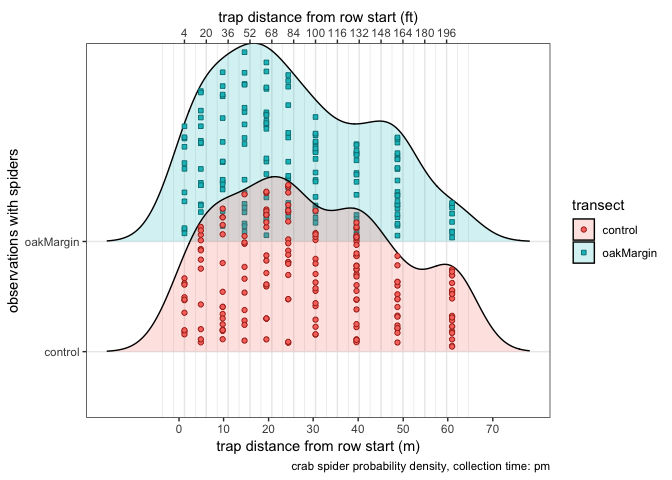 trap distance from row start (ft)
4 20 36 52 68 84 100 116 132 148 164 180 196
observations with spiders
oakMargin
control
transect
control
oakMargin
0 10 20 30 40 50 60 70
trap distance from row start (m)
crab spider probability density, collection time: pm